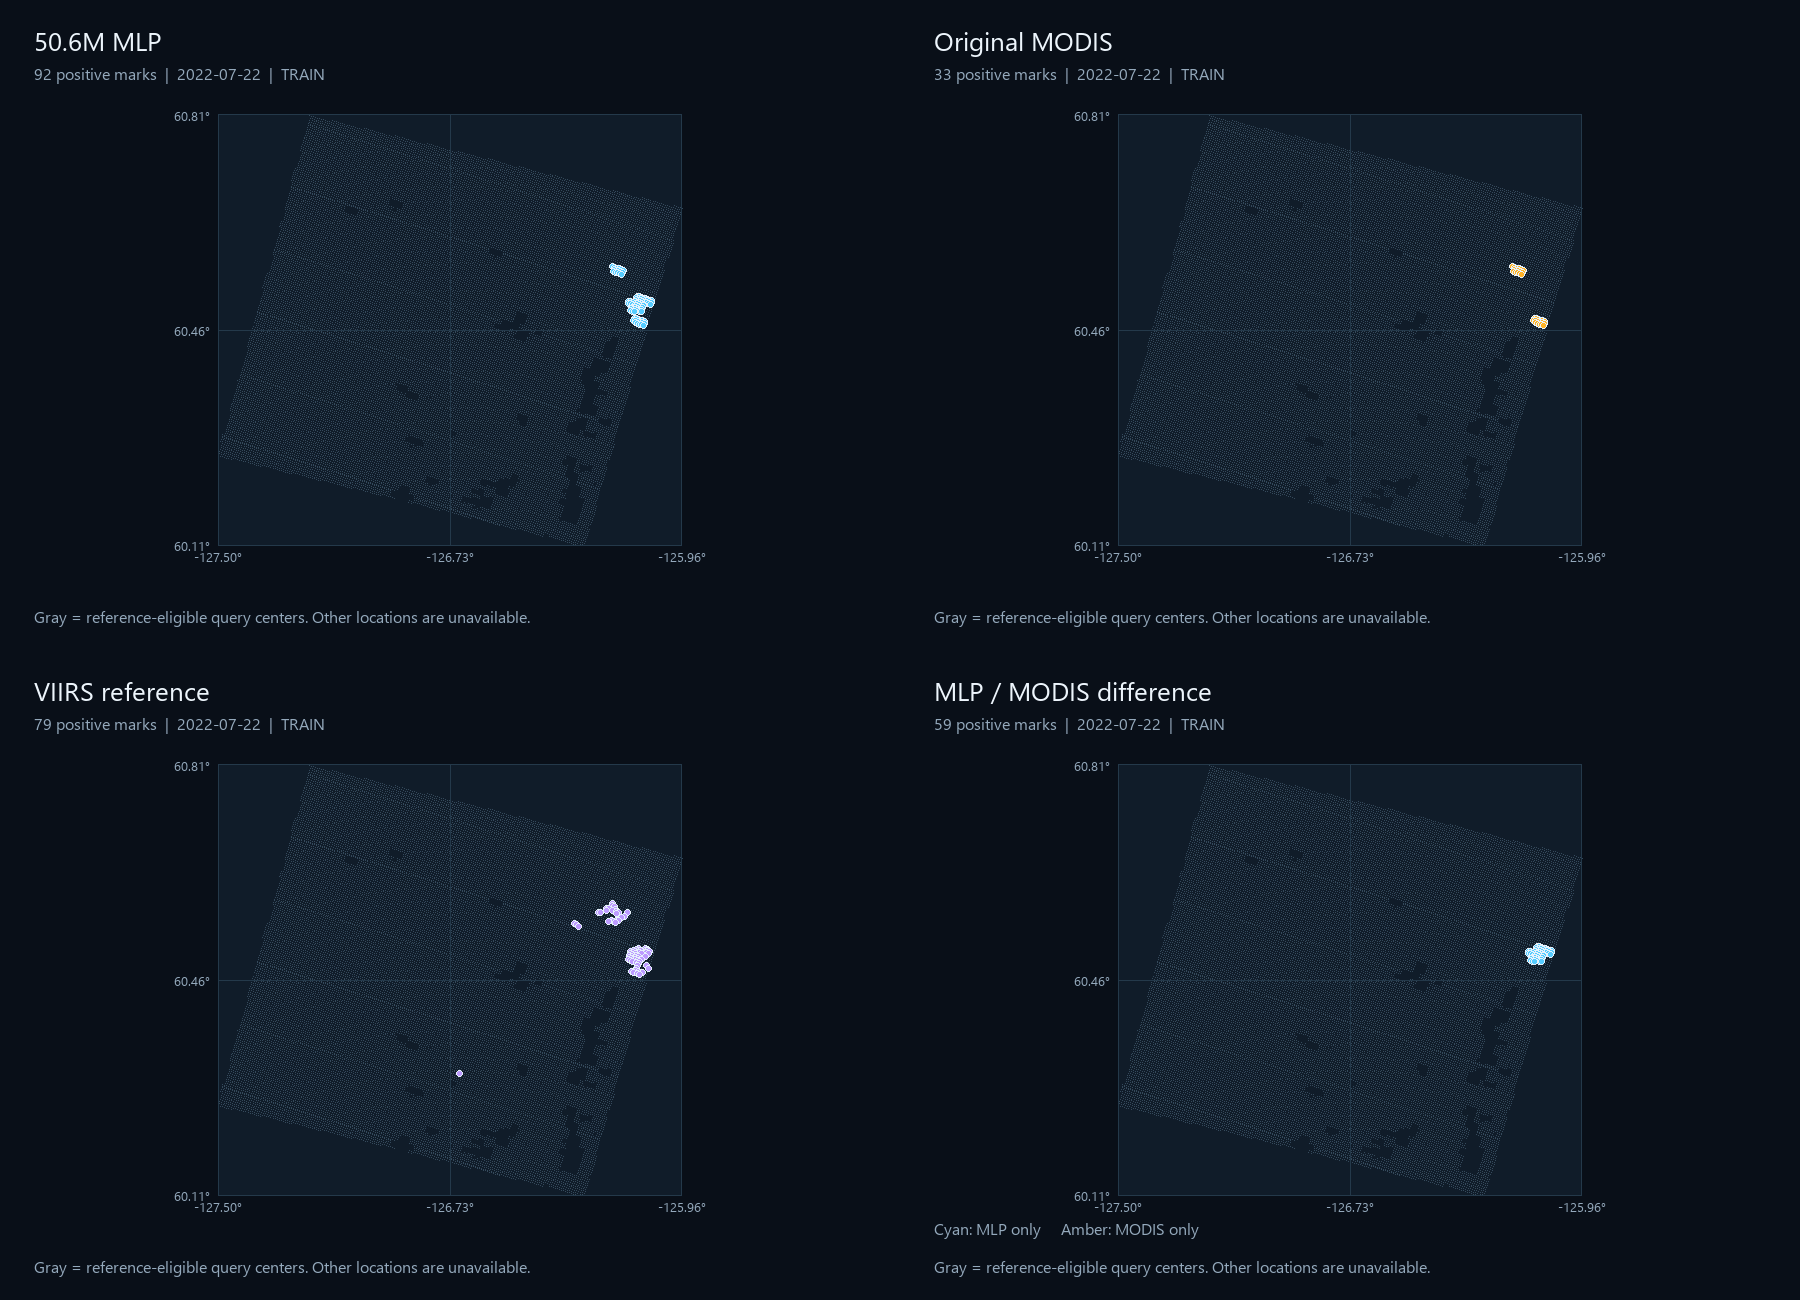 50.6M MLP
92 positive marks | 2022-07-22 | TRAIN
60.81°
60.46°
60.11°
-127.50°
-126.73°
-125.96°
Gray = reference-eligible query centers. Other locations are unavailable.
Original MODIS
33 positive marks | 2022-07-22 | TRAIN
60.81°
60.46°
60.11°
-127.50°
-126.73°
-125.96°
Gray = reference-eligible query centers. Other locations are unavailable.
VIIRS reference
79 positive marks | 2022-07-22 | TRAIN
60.81°
60.46°
60.11°
-127.50°
-126.73°
-125.96°
Gray = reference-eligible query centers. Other locations are unavailable.
MLP / MODIS difference
59 positive marks | 2022-07-22 | TRAIN
60.81°
60.46°
60.11°
-127.50°
-126.73°
-125.96°
Cyan: MLP only Amber: MODIS only
Gray = reference-eligible query centers. Other locations are unavailable.